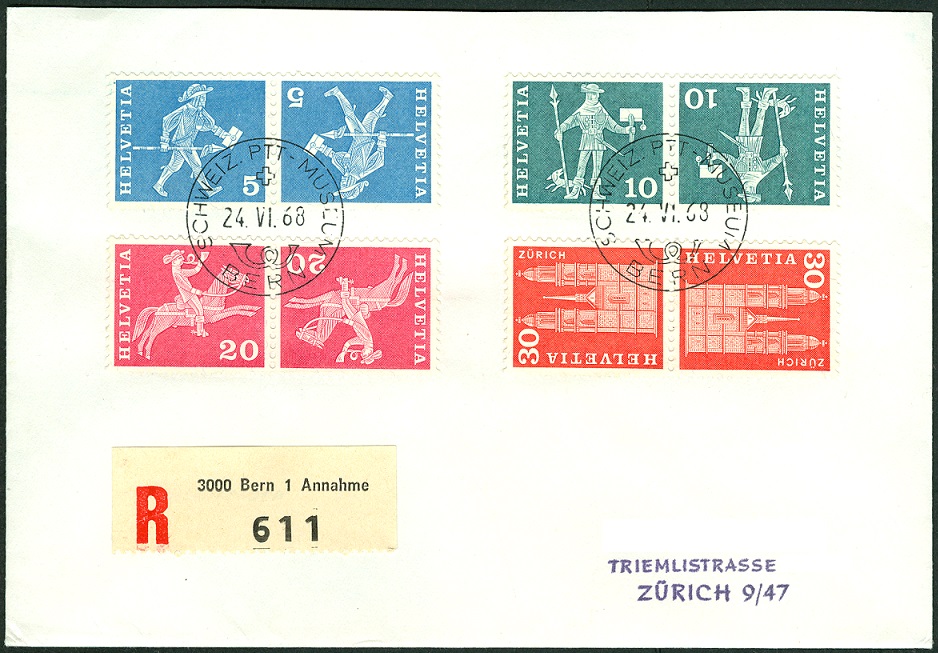 HELVETIA 5
5 HELVETIA
HELVETIA 10
10 HELVETIA
SCHWEIZ. PTT-MUSEUM
24.VI.68
BERN
SCHWEIZ. PTT-MUSEUM
24.VI.68
BERN
HELVETIA 20
20 HELVETIA
ZÜRICH
30 HELVETIA
HELVETIA 30
ZÜRICH
R
3000 Bern 1 Annahme
611
TRIEMLISTRASSE
ZÜRICH 9/47